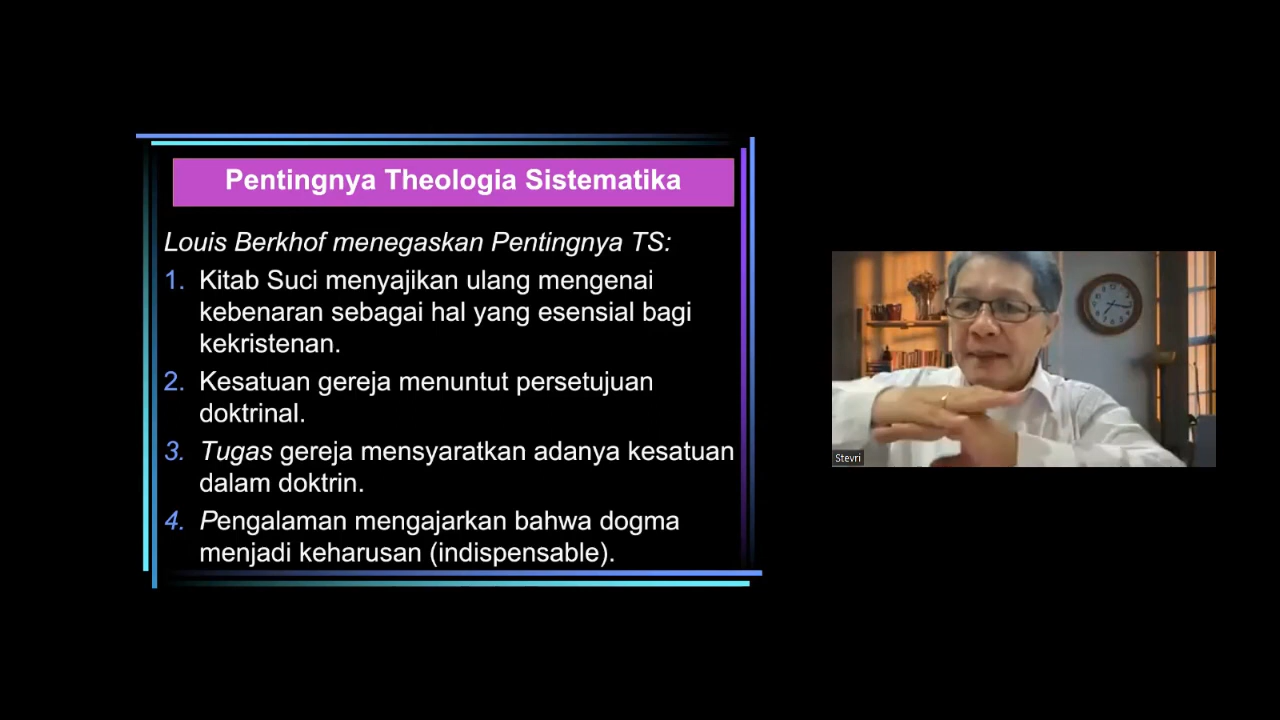 Pentingnya Theologia Sistematika
Louis Berkhof menegaskan Pentingnya TS:
1. Kitab Suci menyajikan ulang mengenai
kebenaran sebagai hal yang esensial bagi
kekristenan.
2. Kesatuan gereja menuntut persetujuan
doktrinal.
3. Tugas gereja mensyaratkan adanya kesatuan
dalam doktrin.
4. Pengalaman mengajarkan bahwa dogma
menjadi keharusan (indispensable).
Stevri